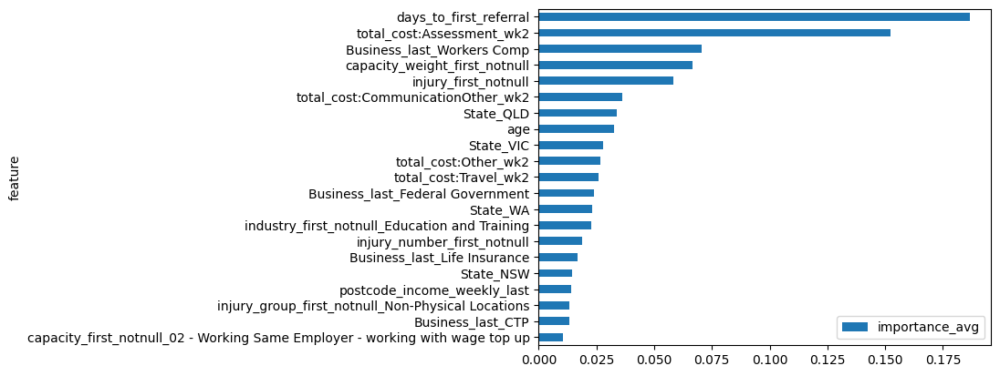 days_to_first_referral
total_cost:Assessment_wk2
Business_last_Workers Comp
capacity_weight_first_notnull
injury_first_notnull
total_cost:CommunicationOther_wk2
State_QLD
age
State_VIC
total_cost:Other_wk2
total_cost:Travel_wk2
Business_last_Federal Government
State_WA
industry_first_notnull_Education and Training
injury_number_first_notnull
Business_last_Life Insurance
State_NSW
postcode_income_weekly_last
injury_group_first_notnull_Non-Physical Locations
Business_last_CTP
capacity_first_notnull_02 - Working Same Employer - working with wage top up
feature
importance_avg
0.000 0.025 0.050 0.075 0.100 0.125 0.150 0.175